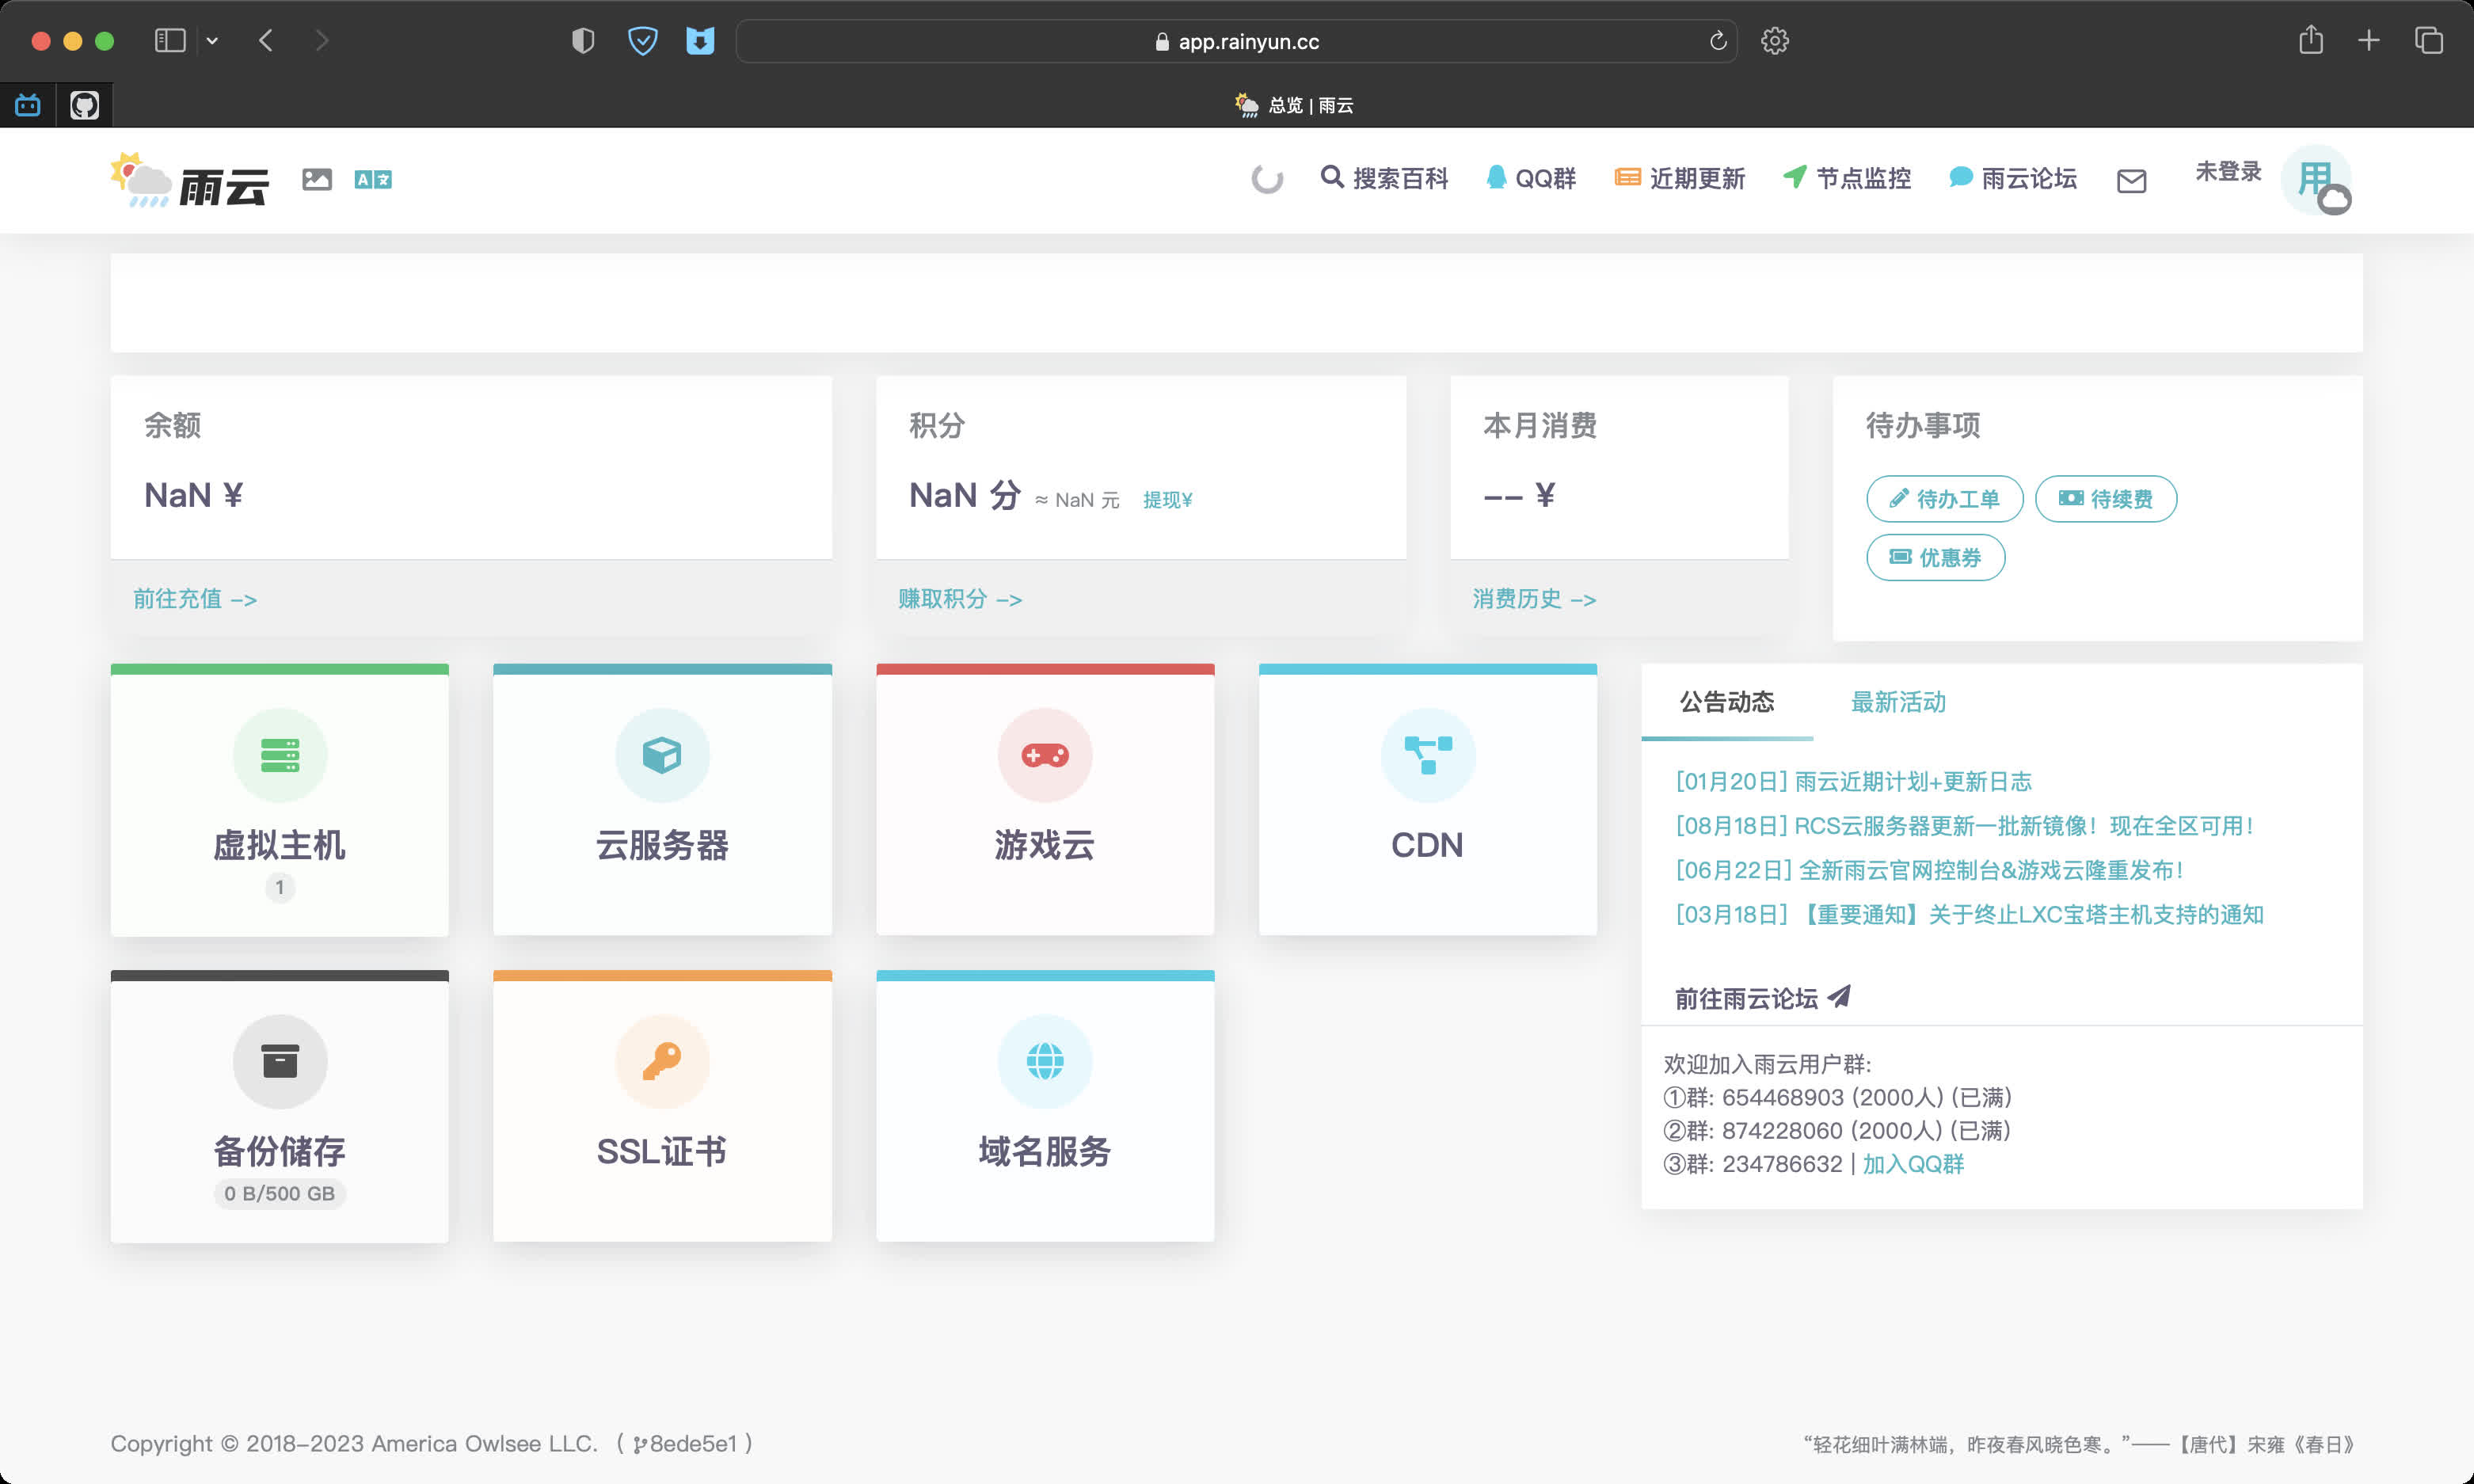 app.rainyun.cc
总览 | 雨云
雨云
A文
搜索百科
QQ群
近期更新
节点监控
雨云论坛
未登录
用
余额
NaN ¥
前往充值 –>
积分
NaN 分 ≈ NaN 元 提现¥
赚取积分 –>
本月消费
–– ¥
消费历史 –>
待办事项
待办工单
待续费
优惠券
虚拟主机
1
云服务器
游戏云
CDN
备份储存
0 B/500 GB
SSL证书
域名服务
公告动态
最新活动
[01月20日] 雨云近期计划+更新日志
[08月18日] RCS云服务器更新一批新镜像！现在全区可用！
[06月22日] 全新雨云官网控制台&游戏云隆重发布！
[03月18日] 【重要通知】关于终止LXC宝塔主机支持的通知
前往雨云论坛
欢迎加入雨云用户群:
①群: 654468903 (2000人) (已满)
②群: 874228060 (2000人) (已满)
③群: 234786632 | 加入QQ群
Copyright © 2018–2023 America Owlsee LLC. ( 8ede5e1 )
“轻花细叶满林端，昨夜春风晓色寒。”——【唐代】宋雍《春日》